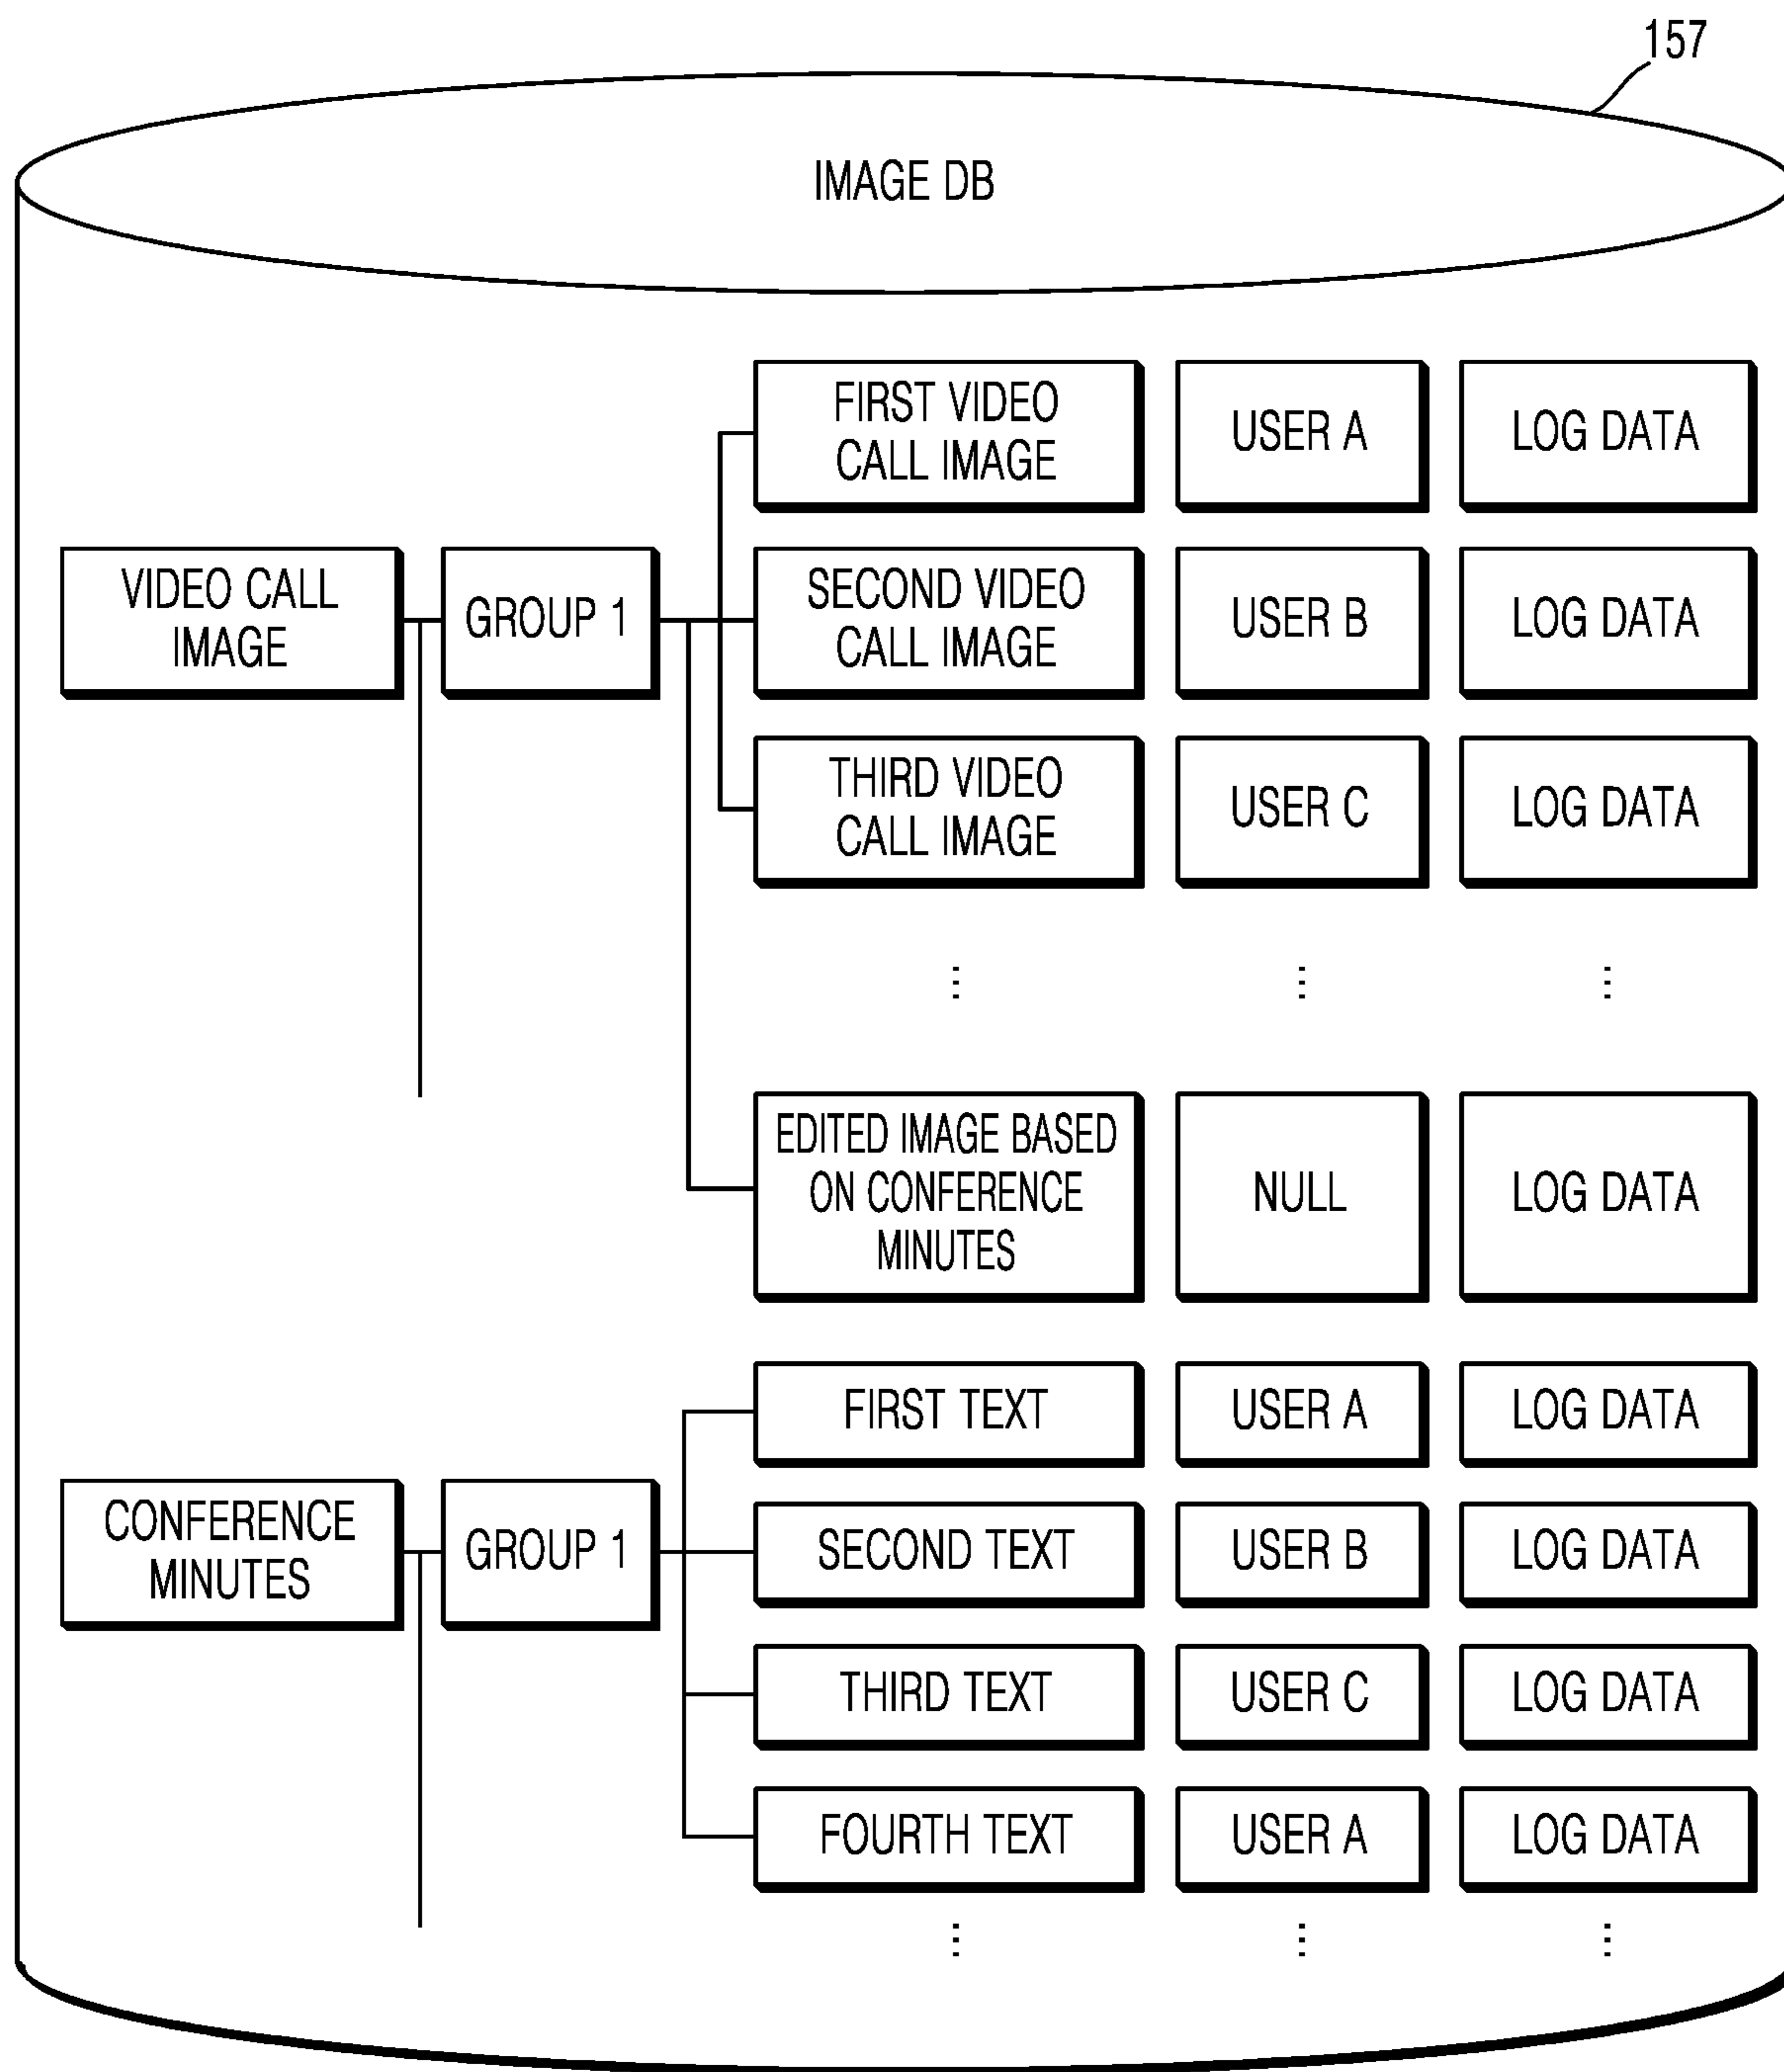 157
IMAGE DB
FIRST VIDEO
CALL IMAGE
USER A
LOG DATA
VIDEO CALL
IMAGE
GROUP 1
SECOND VIDEO
CALL IMAGE
USER B
LOG DATA
THIRD VIDEO
CALL IMAGE
USER C
LOG DATA
EDITED IMAGE BASED
ON CONFERENCE
MINUTES
NULL
LOG DATA
FIRST TEXT
USER A
LOG DATA
CONFERENCE
MINUTES
GROUP 1
SECOND TEXT
USER B
LOG DATA
THIRD TEXT
USER C
LOG DATA
FOURTH TEXT
USER A
LOG DATA